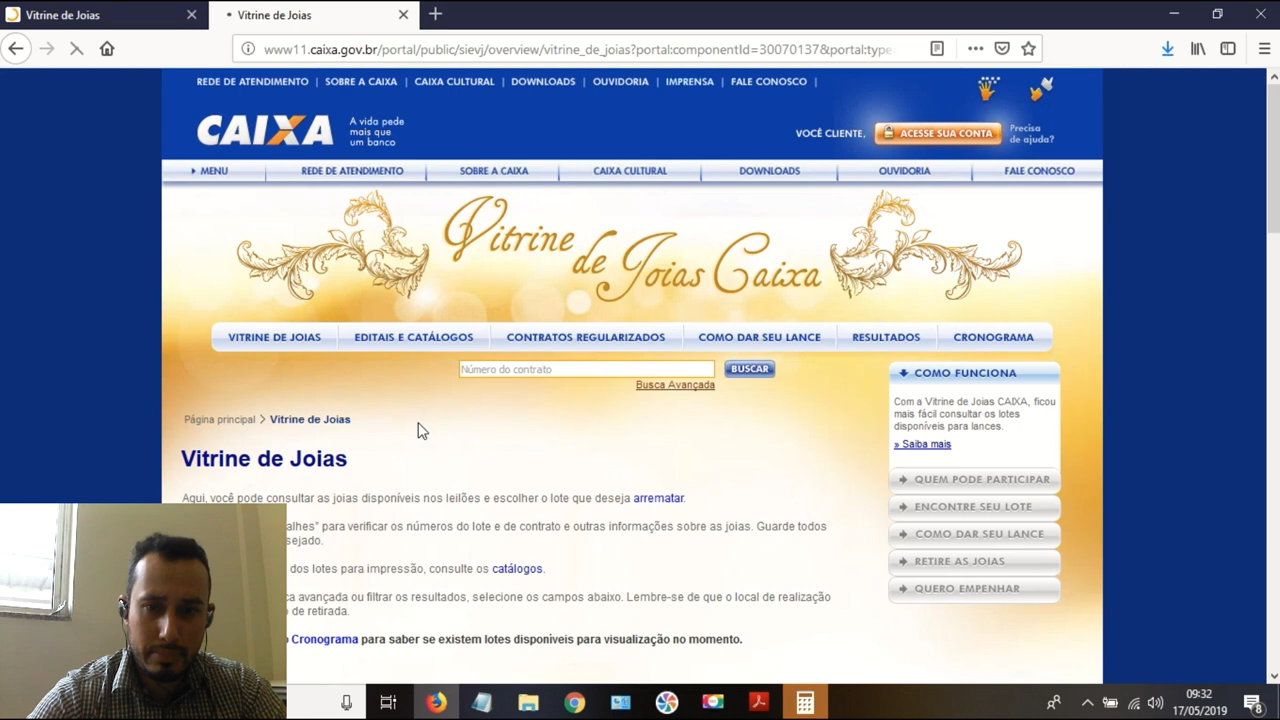 Vitrine de Joias
Vitrine de Joias
www11.caixa.gov.br/portal/public/sievj/overview/vitrine_de_joias?portal:componentId=30070137&portal:type
REDE DE ATENDIMENTO | SOBRE A CAIXA | CAIXA CULTURAL | DOWNLOADS | OUVIDORIA | IMPRENSA | FALE CONOSCO |
CAIXA
A vida pede
mais que
um banco
VOCÊ CLIENTE,
ACESSE SUA CONTA
Precisa
de ajuda?
MENU
REDE DE ATENDIMENTO
SOBRE A CAIXA
CAIXA CULTURAL
DOWNLOADS
OUVIDORIA
FALE CONOSCO
Vitrine
de Joias Caixa
VITRINE DE JOIAS
EDITAIS E CATÁLOGOS
CONTRATOS REGULARIZADOS
COMO DAR SEU LANCE
RESULTADOS
CRONOGRAMA
Número do contrato
BUSCAR
Busca Avançada
COMO FUNCIONA
Com a Vitrine de Joias CAIXA, ficou
mais fácil consultar os lotes
disponíveis para lances.
» Saiba mais
QUEM PODE PARTICIPAR
ENCONTRE SEU LOTE
COMO DAR SEU LANCE
RETIRE AS JOIAS
QUERO EMPENHAR
Página principal > Vitrine de Joias
Vitrine de Joias
Aqui, você pode consultar as joias disponíveis nos leilões e escolher o lote que deseja arrematar.
alhes" para verificar os números do lote e de contrato e outras informações sobre as joias. Guarde todos
sejado.
dos lotes para impressão, consulte os catálogos.
ca avançada ou filtrar os resultados, selecione os campos abaixo. Lembre-se de que o local de realização
o de retirada.
o Cronograma para saber se existem lotes disponíveis para visualização no momento.
09:32
17/05/2019
8